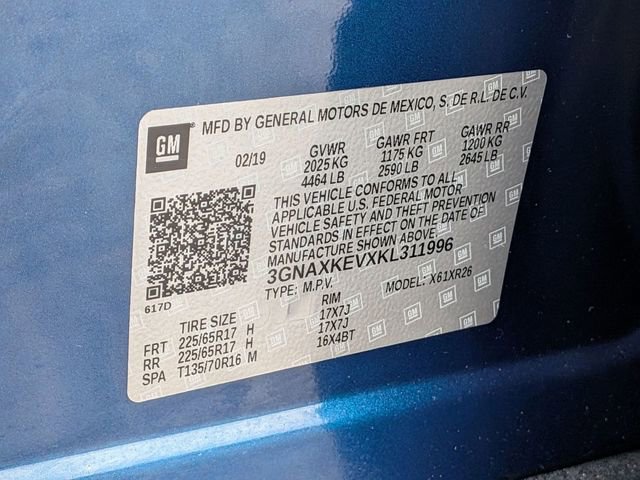 GM ® MFD BY GENERAL MOTORS DE MEXICO, S. DE R.L. DE C.V.
02/19 GVWR GAWR FRT GAWR RR
2025 KG 1175 KG 1200 KG
4464 LB 2590 LB 2645 LB
THIS VEHICLE CONFORMS TO ALL
APPLICABLE U.S. FEDERAL MOTOR
VEHICLE SAFETY AND THEFT PREVENTION
STANDARDS IN EFFECT ON THE DATE OF
MANUFACTURE SHOWN ABOVE.
3GNAXKEVXKL311996
TYPE: M.P.V. MODEL: X61XR26
617D
TIRE SIZE RIM
FRT 225/65R17 H 17X7J
RR 225/65R17 H 17X7J
SPA T135/70R16 M 16X4BT